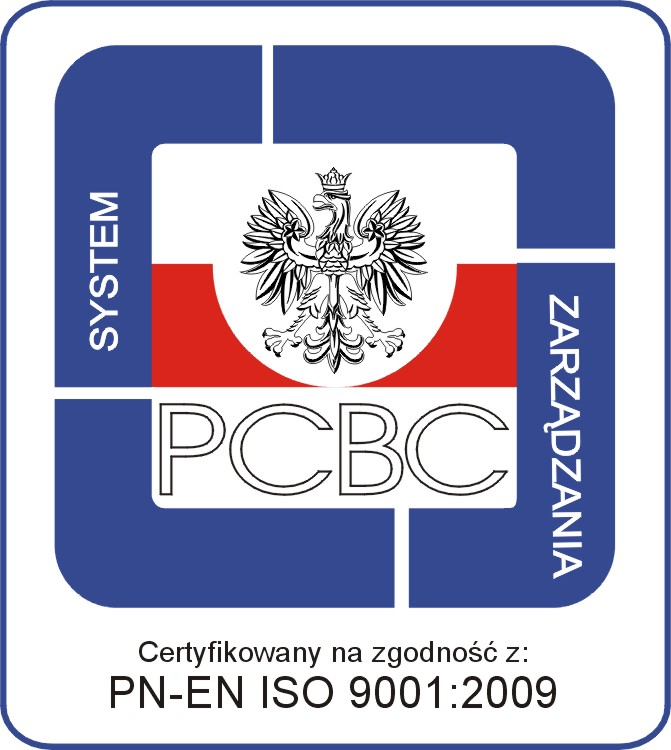 SYSTEM
ZARZĄDZANIA
PCBC
Certyfikowany na zgodność z:
PN-EN ISO 9001:2009